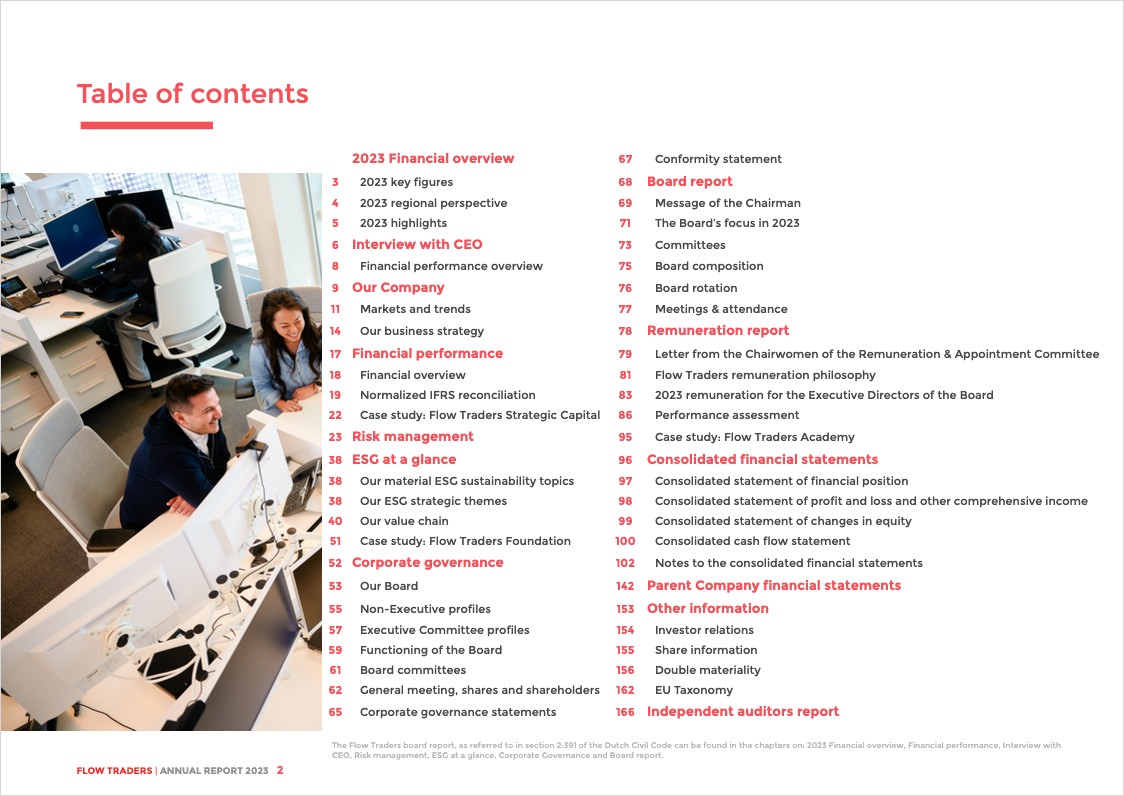 Table of contents
2023 Financial overview
3 2023 key figures
4 2023 regional perspective
5 2023 highlights
6 Interview with CEO
8 Financial performance overview
9 Our Company
11 Markets and trends
14 Our business strategy
17 Financial performance
18 Financial overview
19 Normalized IFRS reconciliation
22 Case study: Flow Traders Strategic Capital
23 Risk management
38 ESG at a glance
38 Our material ESG sustainability topics
38 Our ESG strategic themes
40 Our value chain
51 Case study: Flow Traders Foundation
52 Corporate governance
53 Our Board
55 Non-Executive profiles
57 Executive Committee profiles
59 Functioning of the Board
61 Board committees
62 General meeting, shares and shareholders
65 Corporate governance statements
67 Conformity statement
68 Board report
69 Message of the Chairman
71 The Board's focus in 2023
73 Committees
75 Board composition
76 Board rotation
77 Meetings & attendance
78 Remuneration report
79 Letter from the Chairwomen of the Remuneration & Appointment Committee
81 Flow Traders remuneration philosophy
83 2023 remuneration for the Executive Directors of the Board
86 Performance assessment
95 Case study: Flow Traders Academy
96 Consolidated financial statements
97 Consolidated statement of financial position
98 Consolidated statement of profit and loss and other comprehensive income
99 Consolidated statement of changes in equity
100 Consolidated cash flow statement
102 Notes to the consolidated financial statements
142 Parent Company financial statements
153 Other information
154 Investor relations
155 Share information
156 Double materiality
162 EU Taxonomy
166 Independent auditors report
The Flow Traders board report, as referred to in section 2:391 of the Dutch Civil Code can be found in the chapters on: 2023 Financial overview, Financial performance, Interview with
CEO, Risk management, ESG at a glance, Corporate Governance and Board report.
FLOW TRADERS | ANNUAL REPORT 2023 2